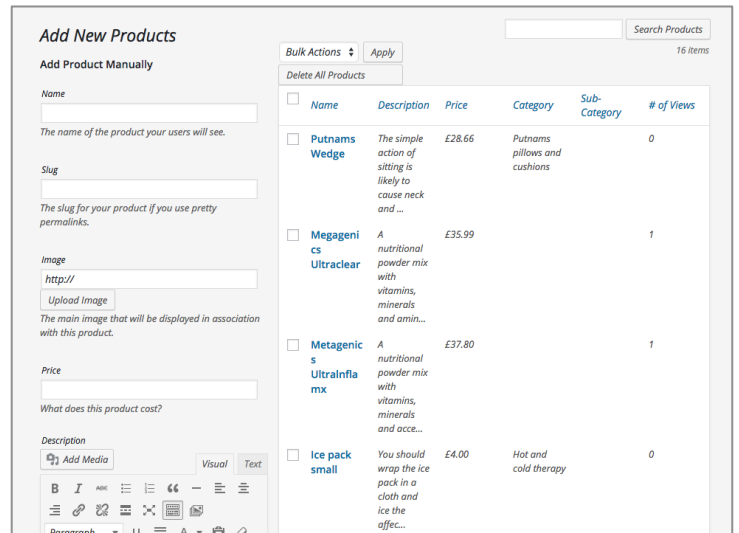 Add New Products
Add Product Manually
Name
The name of the product your users will see.
Slug
The slug for your product if you use pretty
permalinks.
Image
http://
Upload Image
The main image that will be displayed in association
with this product.
Price
What does this product cost?
Description
Add Media
Visual Text
B I ABC
Paragraph U A
Search Products
Bulk Actions Apply
16 items
Delete All Products
Name Description Price Category Sub-
Category # of Views
Putnams
Wedge
The simple
action of
sitting is
likely to
cause neck
and ...
£28.66
Putnams
pillows and
cushions
0
Megageni
cs
Ultraclear
A
nutritional
powder mix
with
vitamins,
minerals
and amin...
£35.99
1
Metagenic
s
UltraInfla
mx
A
nutritional
powder mix
with
vitamins,
minerals
and acce...
£37.80
1
Ice pack
small
You should
wrap the ice
pack in a
cloth and
ice the
affec...
£4.00
Hot and
cold therapy
0